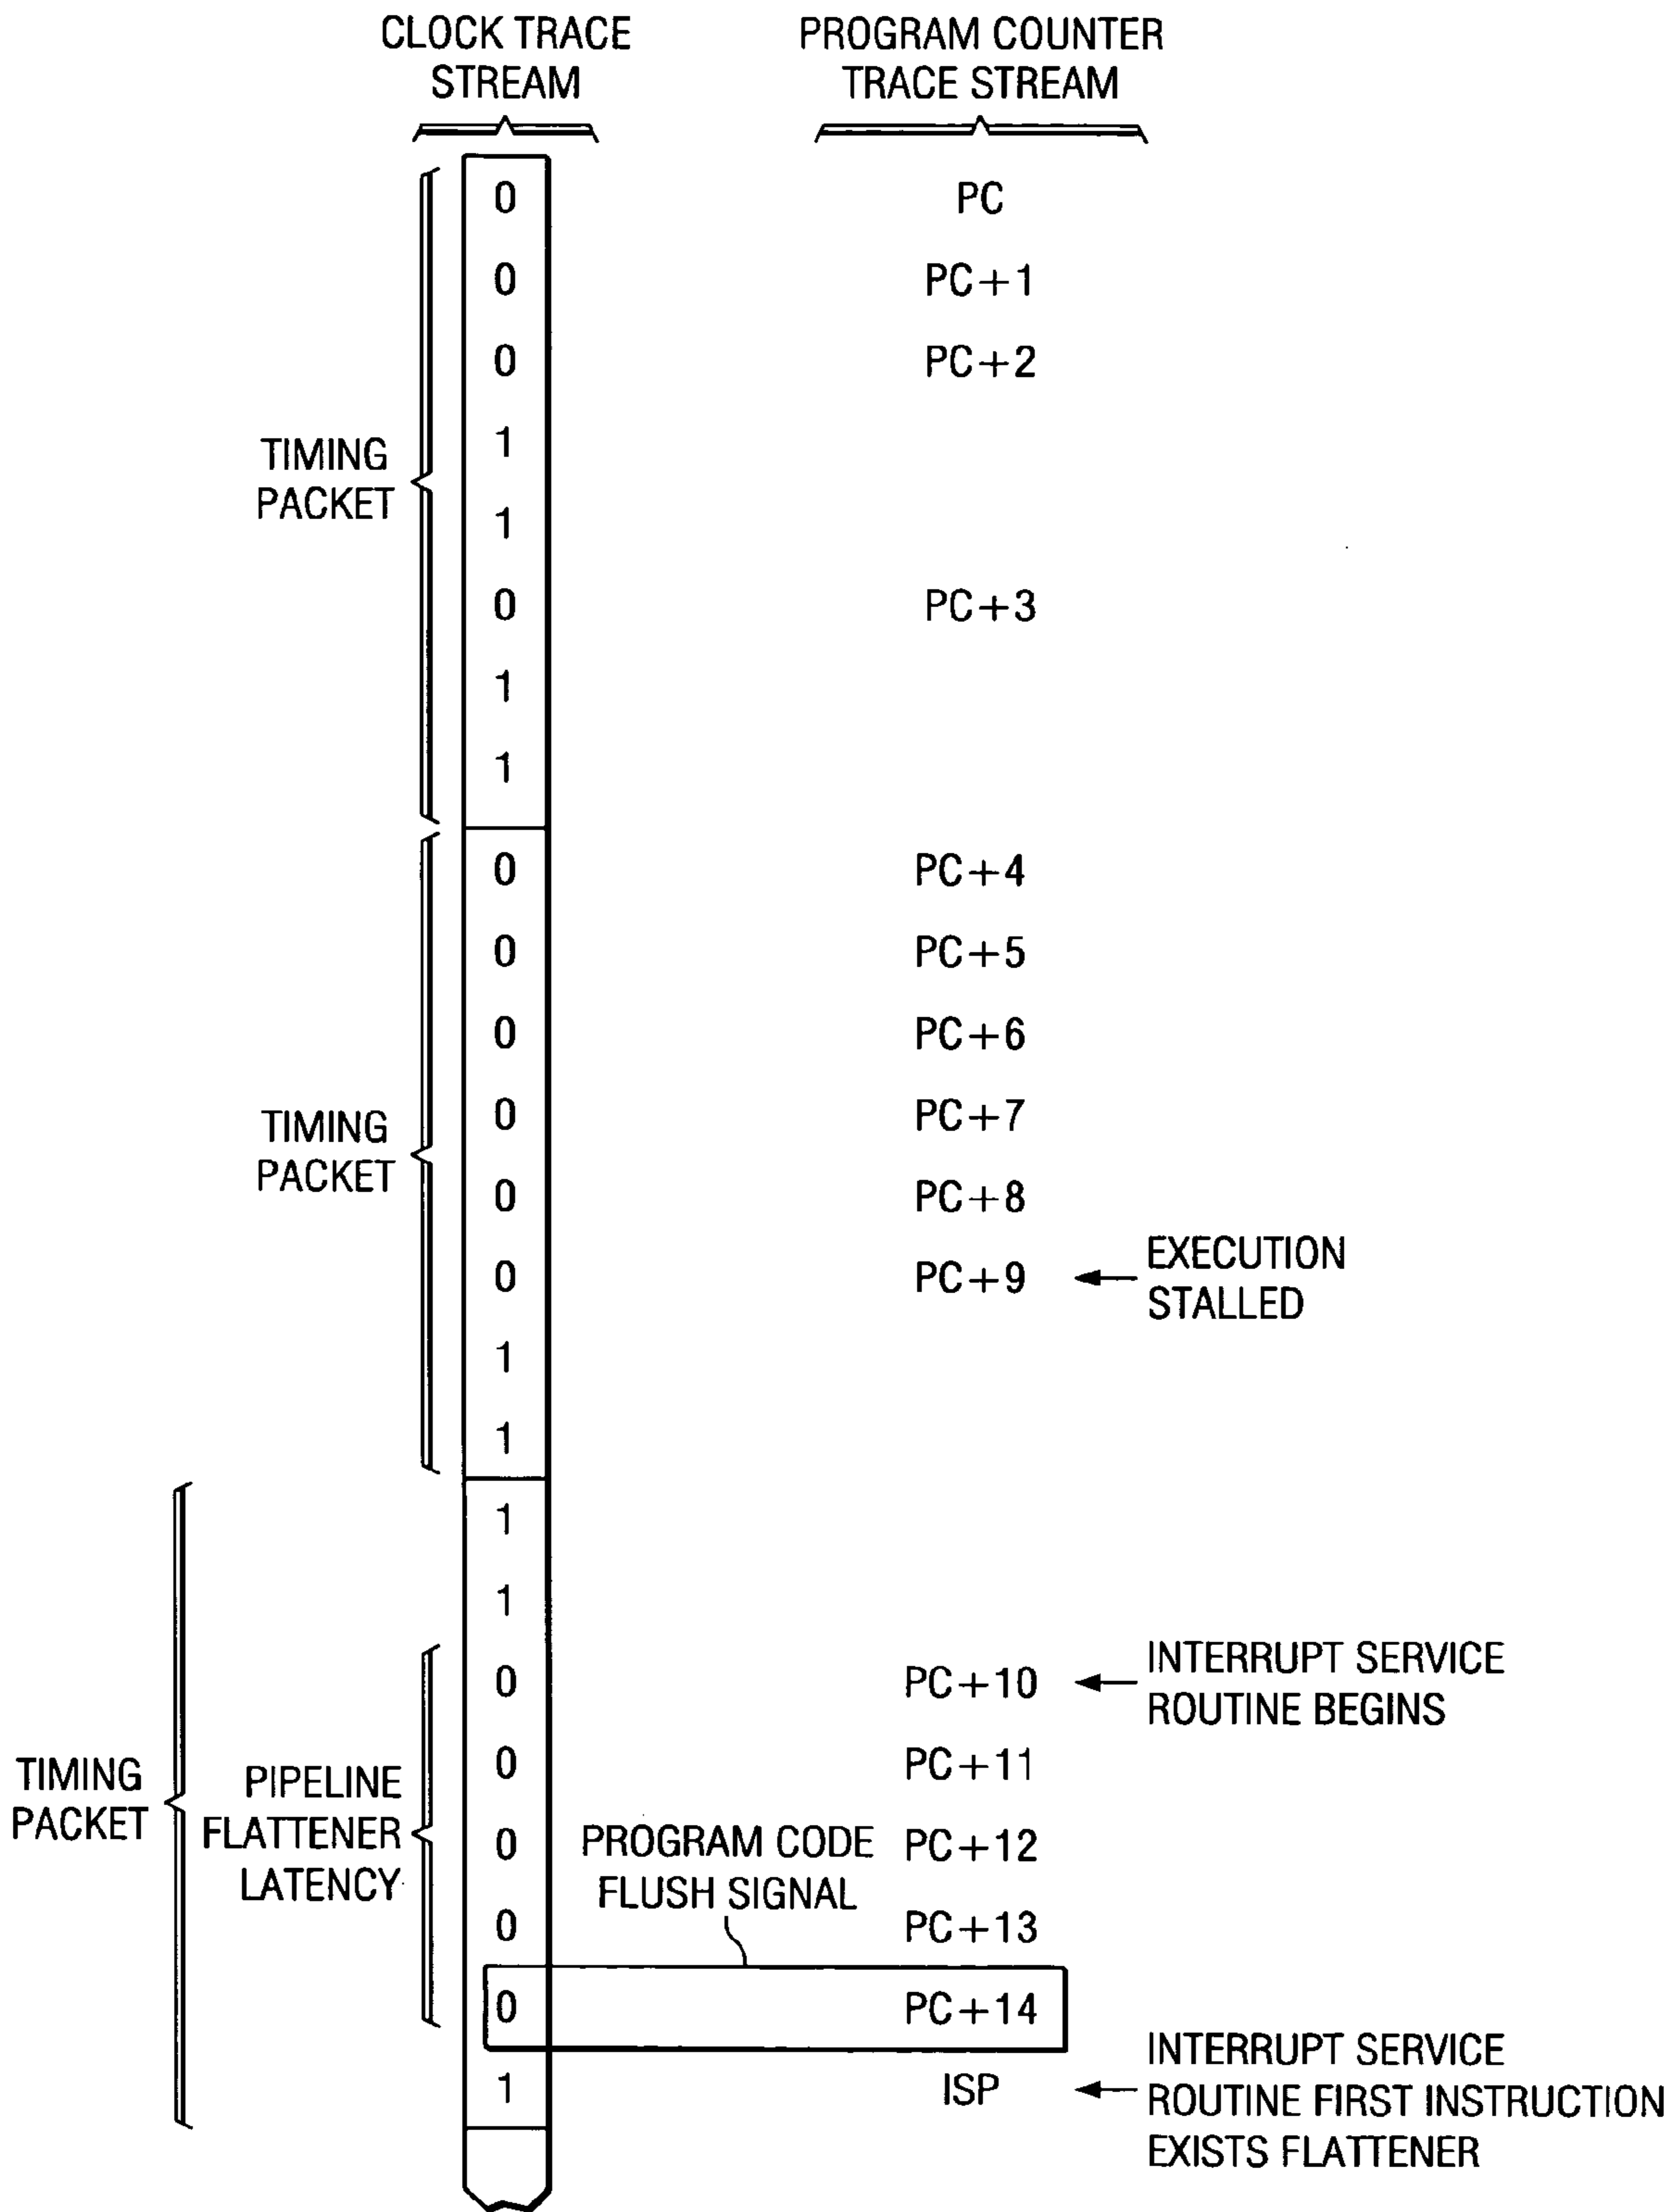 CLOCK TRACE
STREAM
PROGRAM COUNTER
TRACE STREAM
0 PC
0 PC+1
0 PC+2
1
TIMING
PACKET
1
0 PC+3
1
1
0 PC+4
0 PC+5
0 PC+6
0 PC+7
TIMING
PACKET
0 PC+8
0 PC+9
EXECUTION
STALLED
1
1
1
1
0 PC+10
INTERRUPT SERVICE
ROUTINE BEGINS
0 PC+11
TIMING
PACKET
PIPELINE
FLATTENER
LATENCY
0 PC+12
PROGRAM CODE
FLUSH SIGNAL
0 PC+13
0 PC+14
1 ISP
INTERRUPT SERVICE
ROUTINE FIRST INSTRUCTION
EXISTS FLATTENER